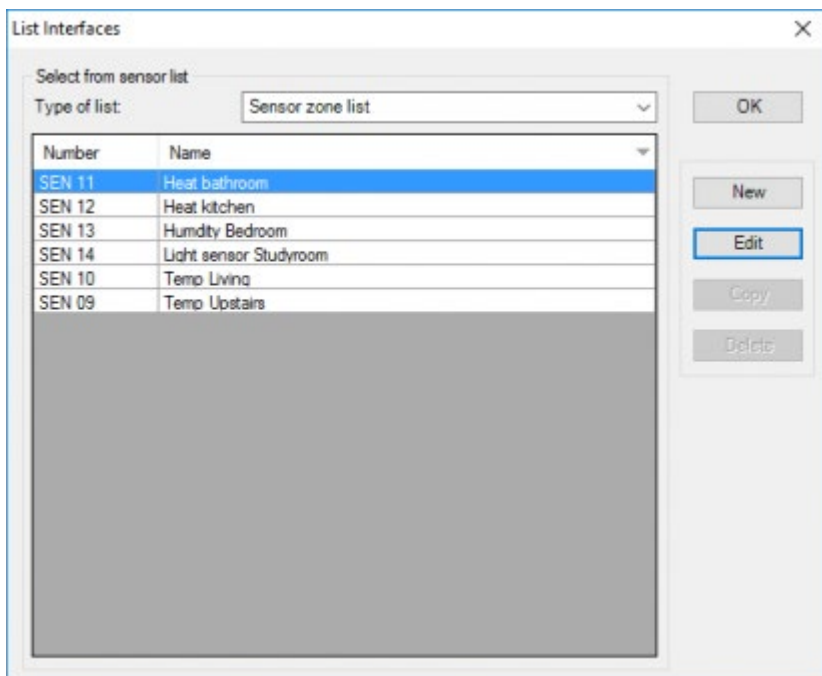 List Interfaces
Select from sensor list
Type of list: Sensor zone list
OK
Number Name
SEN 11 Heat bathroom
New
SEN 12 Heat kitchen
SEN 13 Humdity Bedroom
Edit
SEN 14 Light sensor Studyroom
SEN 10 Temp Living
Copy
SEN 09 Temp Upstairs
Delete